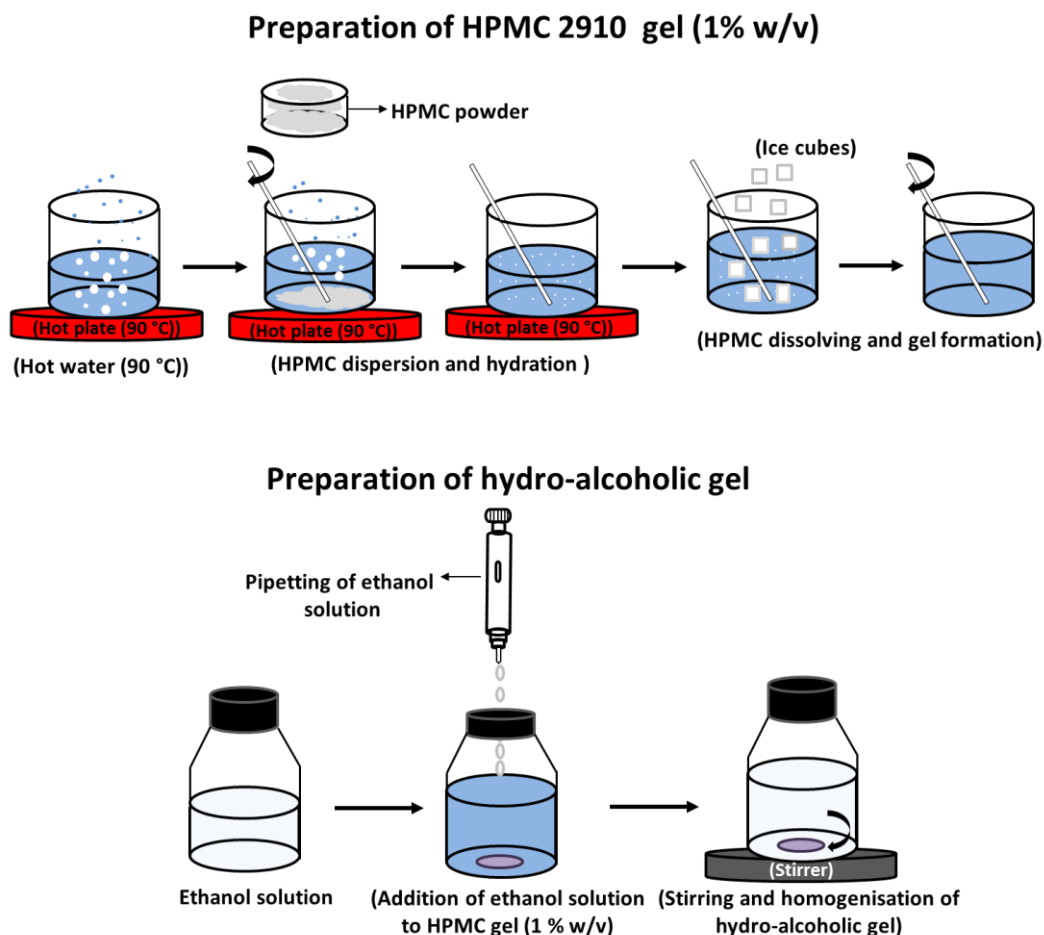 Preparation of HPMC 2910 gel (1% w/v)
HPMC powder
(Ice cubes)
(Hot plate (90 °C))
(Hot plate (90 °C))
(Hot plate (90 °C))
(Hot water (90 °C))
(HPMC dispersion and hydration )
(HPMC dissolving and gel formation)
Preparation of hydro-alcoholic gel
Pipetting of ethanol
solution
(Stirrer)
Ethanol solution
(Addition of ethanol solution
to HPMC gel (1 % w/v)
(Stirring and homogenisation of
hydro-alcoholic gel)